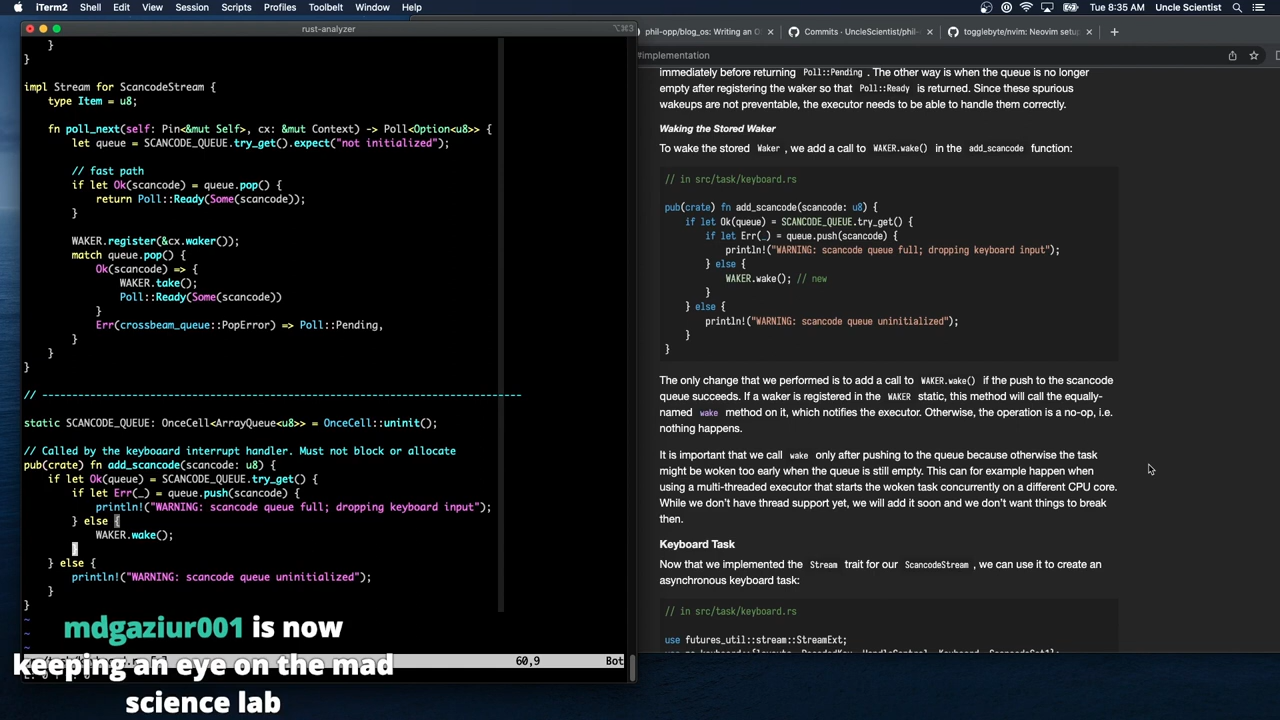 iTerm2 Shell Edit View Session Scripts Profiles Toolbelt Window Help
Tue 8:35 AM Uncle Scientist
rust-analyzer
⌥⌘3
    }
}
impl Stream for ScancodeStream {
    type Item = u8;
    fn poll_next(self: Pin<&mut Self>, cx: &mut Context) -> Poll<Option<u8>> {
        let queue = SCANCODE_QUEUE.try_get().expect("not initialized");
        // fast path
        if let Ok(scancode) = queue.pop() {
            return Poll::Ready(Some(scancode));
        }
        WAKER.register(&cx.waker());
        match queue.pop() {
            Ok(scancode) => {
                WAKER.take();
                Poll::Ready(Some(scancode))
            }
            Err(crossbeam_queue::PopError) => Poll::Pending,
        }
    }
}
// -------------------------------------------------------------------------------
static SCANCODE_QUEUE: OnceCell<ArrayQueue<u8>> = OnceCell::uninit();
// Called by the keyboaard interrupt handler. Must not block or allocate
pub(crate) fn add_scancode(scancode: u8) {
    if let Ok(queue) = SCANCODE_QUEUE.try_get() {
        if let Err(_) = queue.push(scancode) {
            println!("WARNING: scancode queue full; dropping keyboard input");
        } else {
            WAKER.wake();
        }
    } else {
        println!("WARNING: scancode queue uninitialized");
    }
}
~
~
60,9 Bot
mdgaziur001 is now
keeping an eye on the mad
science lab
phil-opp/blog_os: Writing an O
Commits · UncleScientist/phil-
togglebyte/nvim: Neovim setup
#implementation
immediately before returning Poll::Pending. The other way is when the queue is no longer
empty after registering the waker so that Poll::Ready is returned. Since these spurious
wakeups are not preventable, the executor needs to be able to handle them correctly.
Waking the Stored Waker
To wake the stored Waker, we add a call to WAKER.wake() in the add_scancode function:
// in src/task/keyboard.rs
pub(crate) fn add_scancode(scancode: u8) {
    if let Ok(queue) = SCANCODE_QUEUE.try_get() {
        if let Err(_) = queue.push(scancode) {
            println!("WARNING: scancode queue full; dropping keyboard input");
        } else {
            WAKER.wake(); // new
        }
    } else {
        println!("WARNING: scancode queue uninitialized");
    }
}
The only change that we performed is to add a call to WAKER.wake() if the push to the scancode
queue succeeds. If a waker is registered in the WAKER static, this method will call the equally-
named wake method on it, which notifies the executor. Otherwise, the operation is a no-op, i.e.
nothing happens.
It is important that we call wake only after pushing to the queue because otherwise the task
might be woken too early when the queue is still empty. This can for example happen when
using a multi-threaded executor that starts the woken task concurrently on a different CPU core.
While we don't have thread support yet, we will add it soon and we don't want things to break
then.
Keyboard Task
Now that we implemented the Stream trait for our ScancodeStream, we can use it to create an
asynchronous keyboard task:
// in src/task/keyboard.rs
use futures_util::stream::StreamExt;